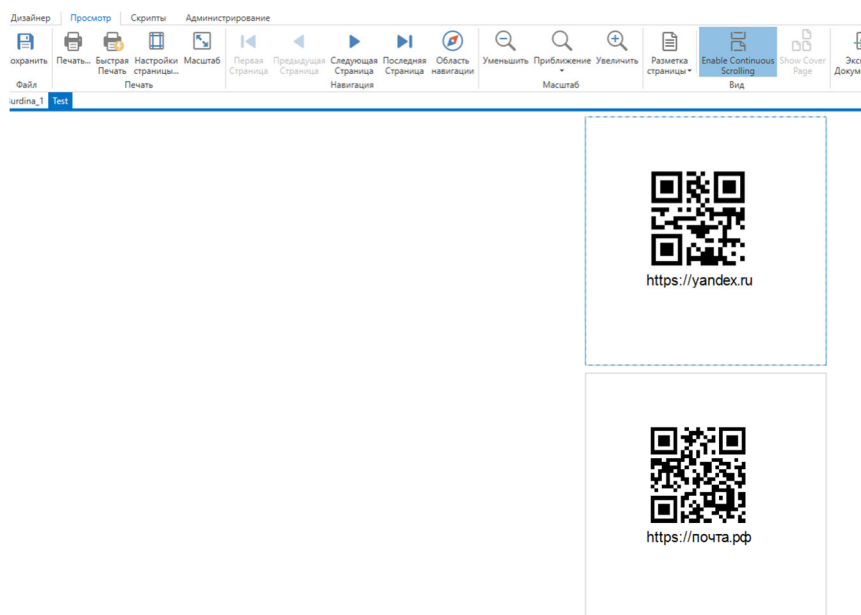 Дизайнер Просмотр Скрипты Администрирование
охранить Печать... Быстрая Печать Настройки страницы... Масштаб Первая Страница Предыдущая Страница Следующая Страница Последняя Страница Область навигации Уменьшить Приближение Увеличить Разметка страницы Enable Continuous Scrolling Show Cover Page Экс Докум
Файл Печать Навигация Масштаб Вид
urdina_1 Test
https://yandex.ru
https://почта.рф